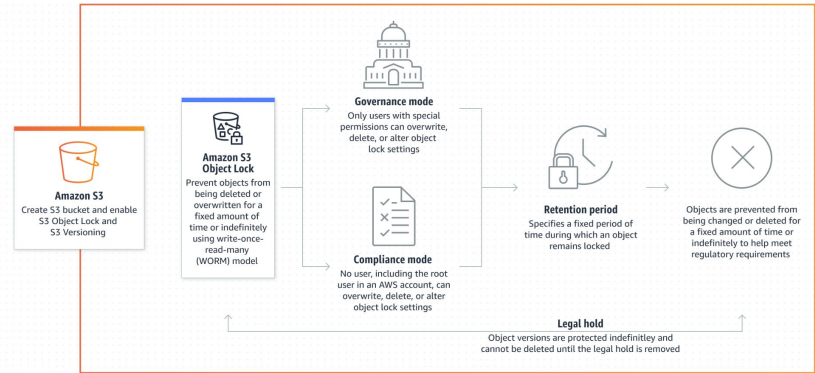 Amazon S3
Create S3 bucket and enable
S3 Object Lock and
S3 Versioning
Amazon S3
Object Lock
Prevent objects from
being deleted or
overwritten for a
fixed amount of
time or indefinitely
using write-once-
read-many
(WORM) model
Governance mode
Only users with special
permissions can overwrite,
delete, or alter object
lock settings
Compliance mode
No user, including the root
user in an AWS account, can
overwrite, delete, or alter
object lock settings
Retention period
Specifies a fixed period of
time during which an object
remains locked
Objects are prevented from
being changed or deleted for
a fixed amount of time or
indefinitely to help meet
regulatory requirements
Legal hold
Object versions are protected indefinitley and
cannot be deleted until the legal hold is removed